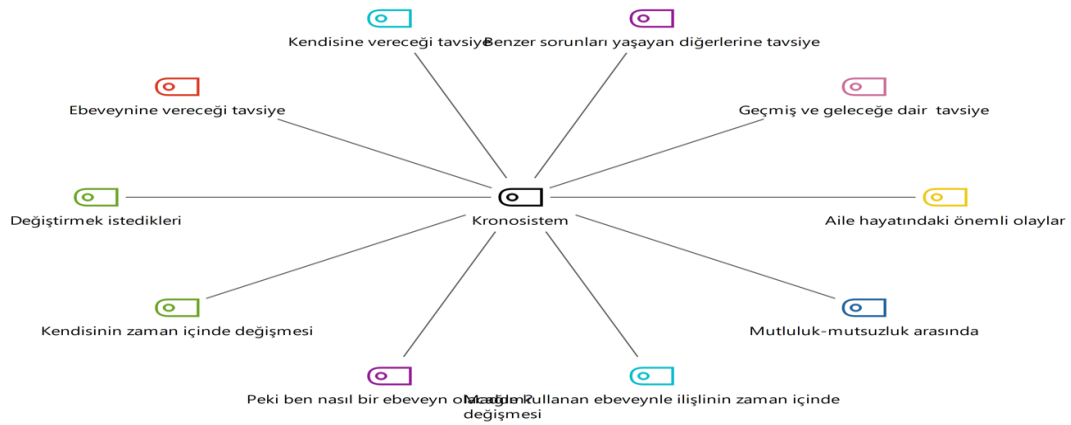 Kendisine vereceği tavsiye
Benzer sorunları yaşayan diğerlerine tavsiye
Ebeveynine vereceği tavsiye
Geçmiş ve geleceğe dair tavsiye
Değiştirmek istedikleri
Kronosistem
Aile hayatındaki önemli olaylar
Kendisinin zaman içinde değişmesi
Mutluluk-mutsuzluk arasında
Peki ben nasıl bir ebeveyn olacağım?
Madde kullanan ebeveynle ilişlinin zaman içinde
değişmesi